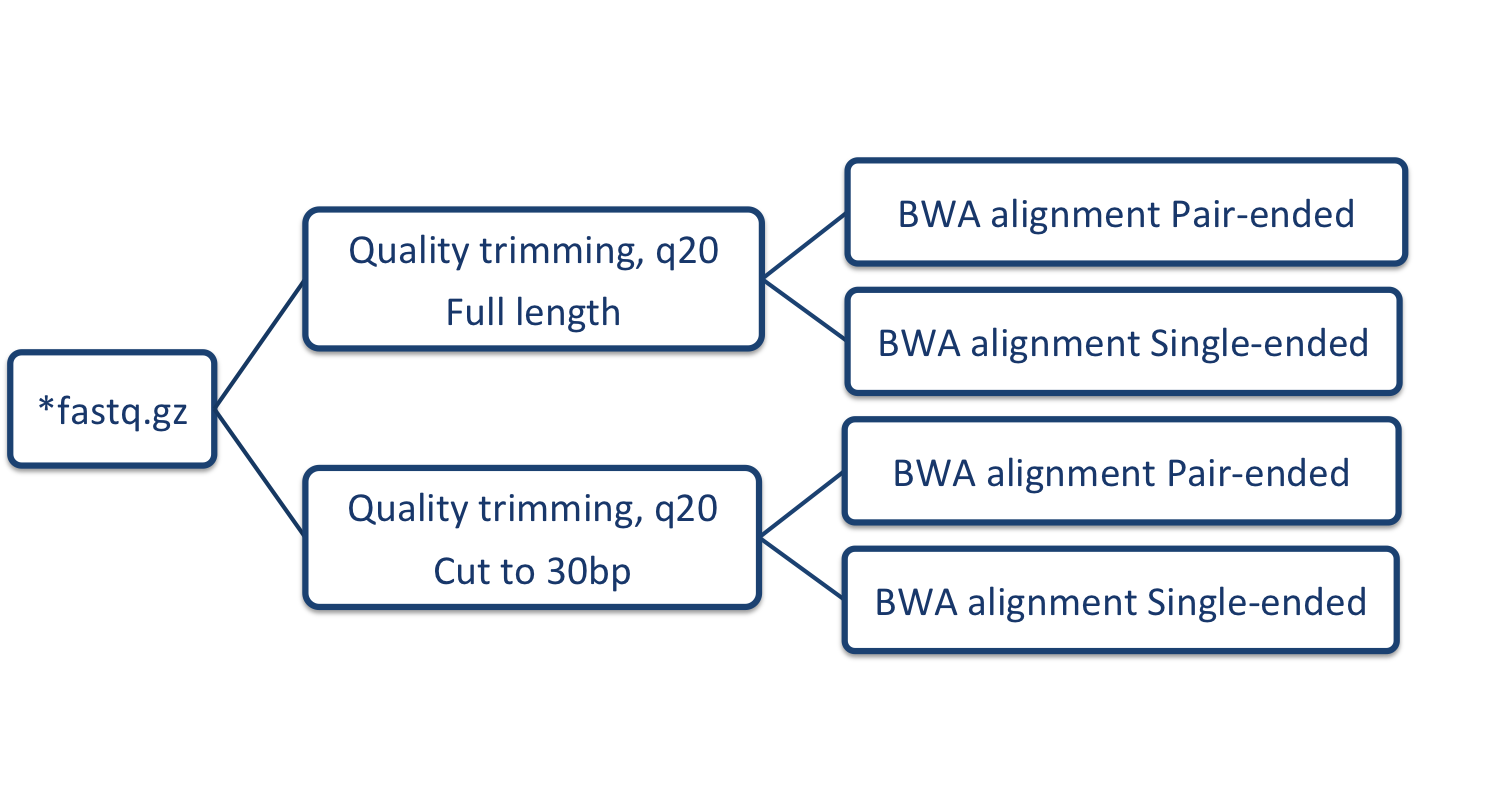 *fastq.gz
Quality trimming, q20
Full length
BWA alignment Pair-ended
BWA alignment Single-ended
Quality trimming, q20
Cut to 30bp
BWA alignment Pair-ended
BWA alignment Single-ended